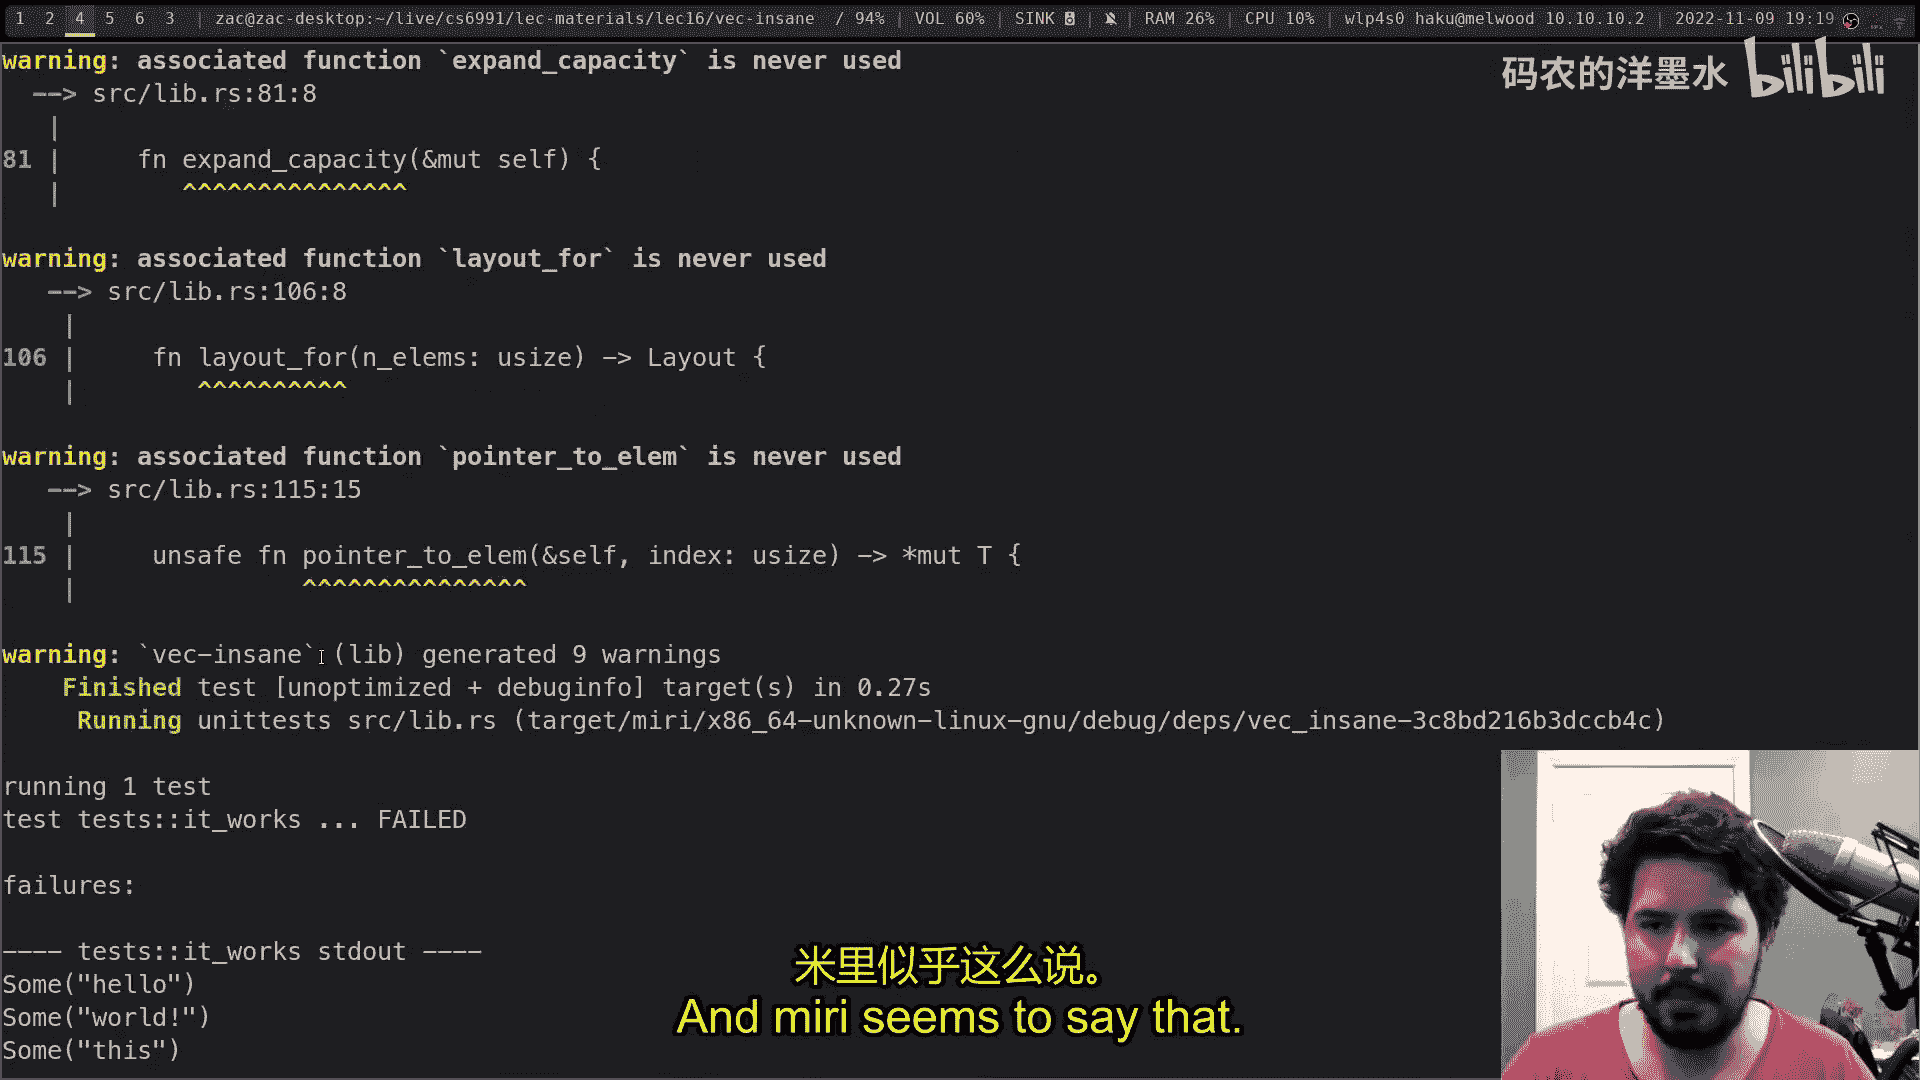 1 2 4 5 6 3 | zac@zac-desktop:~/live/cs6991/lec-materials/lec16/vec-insane / 94% | VOL 60% | SINK | RAM 26% | CPU 10% | wlp4s0 haku@melwood 10.10.10.2 | 2022-11-09 19:19
码农的洋墨水 bilibili
warning: associated function `expand_capacity` is never used
--> src/lib.rs:81:8
|
81 | fn expand_capacity(&mut self) {
| ^^^^^^^^^^^^^^^
warning: associated function `layout_for` is never used
--> src/lib.rs:106:8
|
106 | fn layout_for(n_elems: usize) -> Layout {
| ^^^^^^^^^^
warning: associated function `pointer_to_elem` is never used
--> src/lib.rs:115:15
|
115 | unsafe fn pointer_to_elem(&self, index: usize) -> *mut T {
| ^^^^^^^^^^^^^^^
warning: `vec-insane` (lib) generated 9 warnings
Finished test [unoptimized + debuginfo] target(s) in 0.27s
Running unittests src/lib.rs (target/miri/x86_64-unknown-linux-gnu/debug/deps/vec_insane-3c8bd216b3dccb4c)
running 1 test
test tests::it_works ... FAILED
failures:
---- tests::it_works stdout ----
Some("hello")
Some("world!")
Some("this")
米里似乎这么说。
And miri seems to say that.